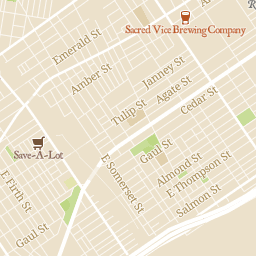 R
Sacred Vice Brewing Company
Emerald St
Amber St
Janney St
Agate St
Cedar St
Tulip St
Save-A-Lot
Gaul St
E Somerset St
Almond St
E Thompson St
Salmon St
E Firth St
Gaul St